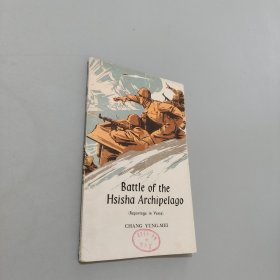 Battle of the
Hsisha Archipelago
(Reportage in Verse)
CHANG YUNG-MEI